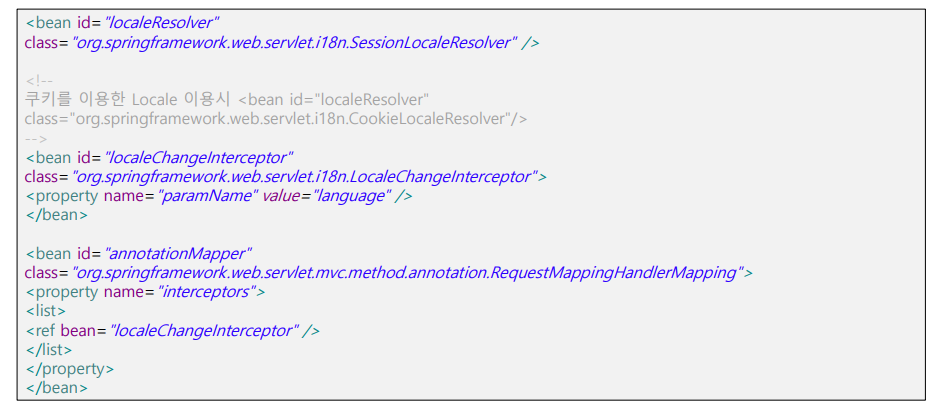 <bean id="localeResolver"
class="org.springframework.web.servlet.i18n.SessionLocaleResolver" />
<!--
쿠키를 이용한 Locale 이용시 <bean id="localeResolver"
class="org.springframework.web.servlet.i18n.CookieLocaleResolver"/>
-->
<bean id="localeChangeInterceptor"
class="org.springframework.web.servlet.i18n.LocaleChangeInterceptor">
<property name="paramName" value="language" />
</bean>
<bean id="annotationMapper"
class="org.springframework.web.servlet.mvc.method.annotation.RequestMappingHandlerMapping">
<property name="interceptors">
<list>
<ref bean="localeChangeInterceptor" />
</list>
</property>
</bean>